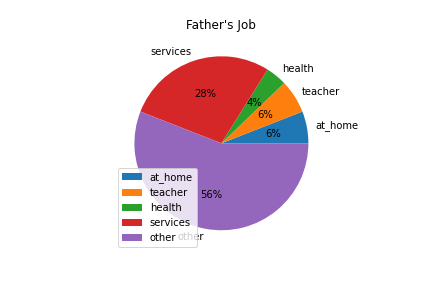 Father's Job
services
health
28%
4%
teacher
6%
at_home
6%
at_home
teacher
health
services
other
56%
other